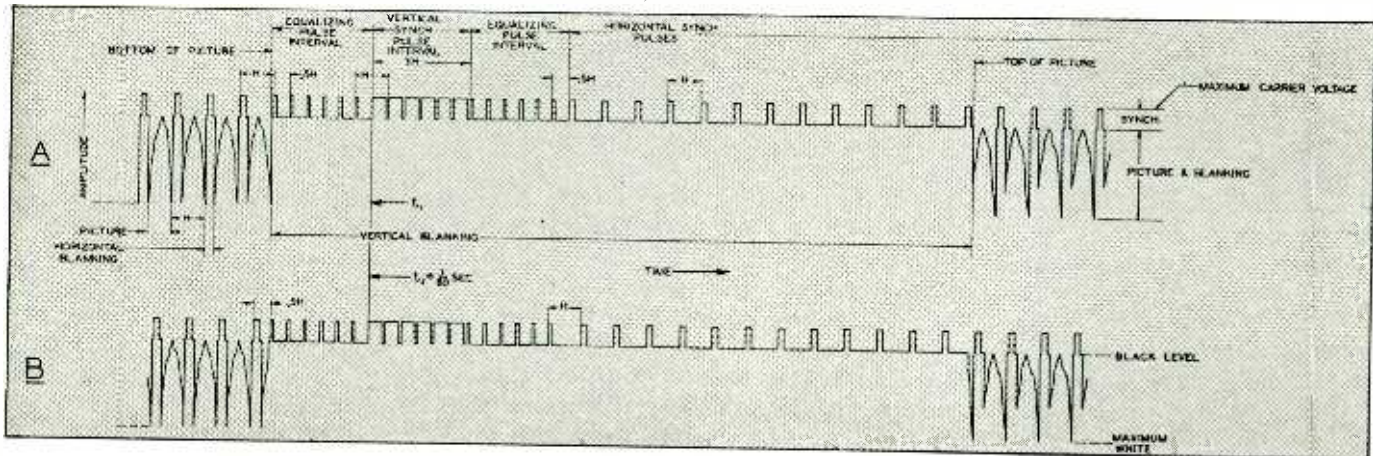 EQUALIZING
PULSE
INTERVAL
VERTICAL
SYNCH
PULSE
INTERVAL
EQUALIZING
PULSE
INTERVAL
HORIZONTAL SYNCH
PULSES
BOTTOM OF PICTURE
3H
TOP OF PICTURE
H
.5H
H
.5H
H
MAXIMUM CARRIER VOLTAGE
SYNCH.
A
AMPLITUDE
PICTURE & BLANKING
t₁
PICTURE
H
VERTICAL BLANKING
HORIZONTAL
BLANKING
TIME
SEC
.5H
H
B
BLACK LEVEL
MAXIMUM
WHITE